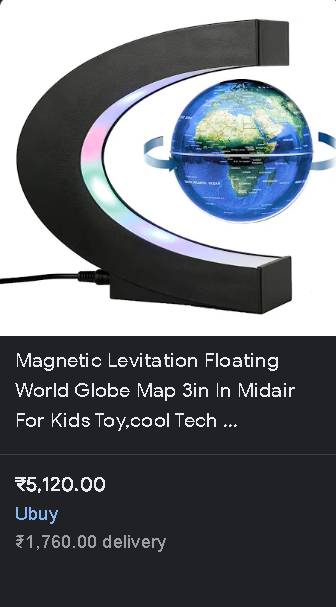 Magnetic Levitation Floating
World Globe Map 3in In Midair
For Kids Toy,cool Tech ...
₹5,120.00
Ubuy
₹1,760.00 delivery